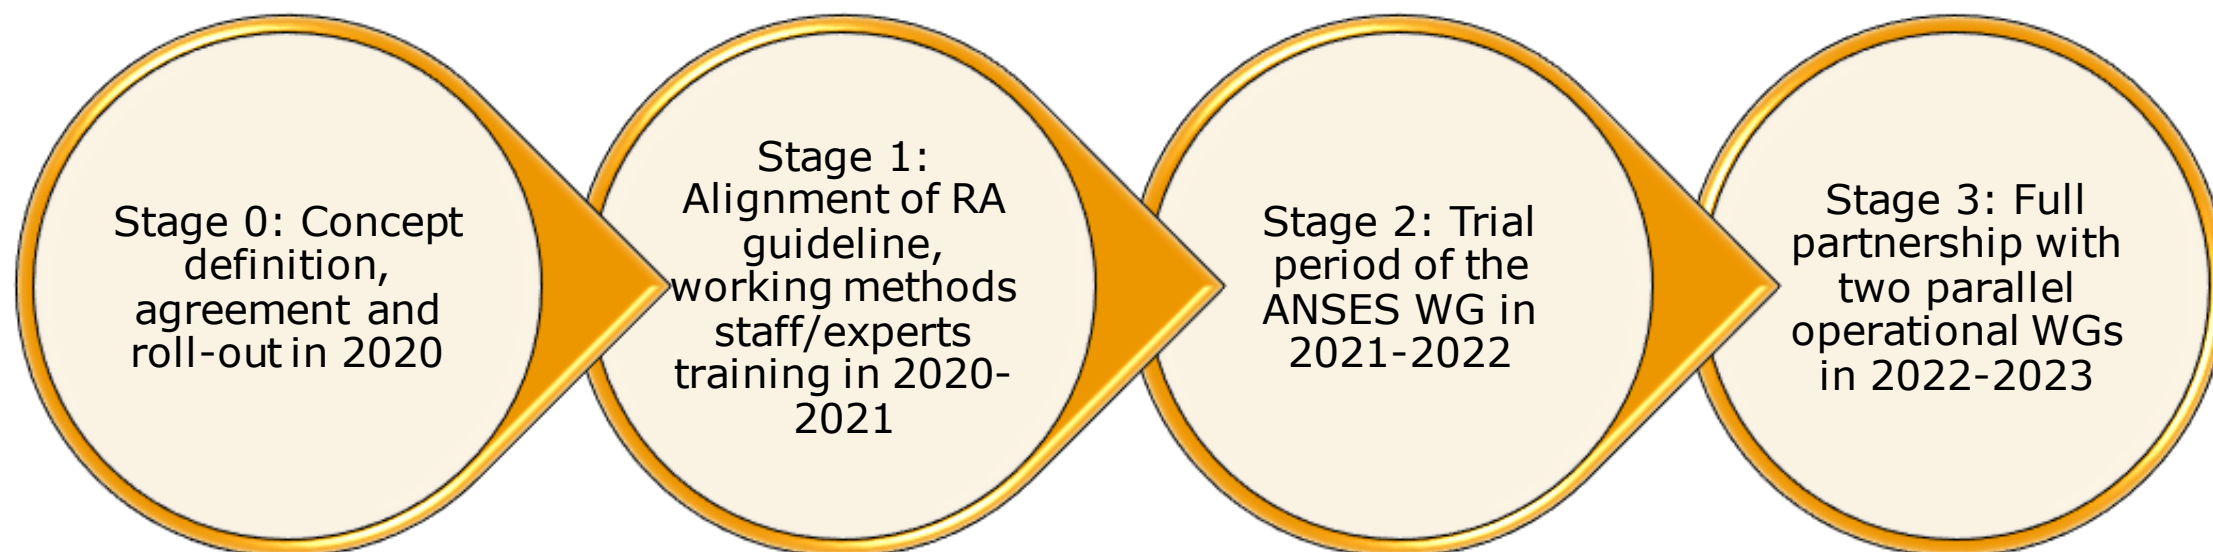 Stage 0: Concept
definition,
agreement and
roll-out in 2020
Stage 1:
Alignment of RA
guideline,
working methods
staff/experts
training in 2020-
2021
Stage 2: Trial
period of the
ANSES WG in
2021-2022
Stage 3: Full
partnership with
two parallel
operational WGs
in 2022-2023